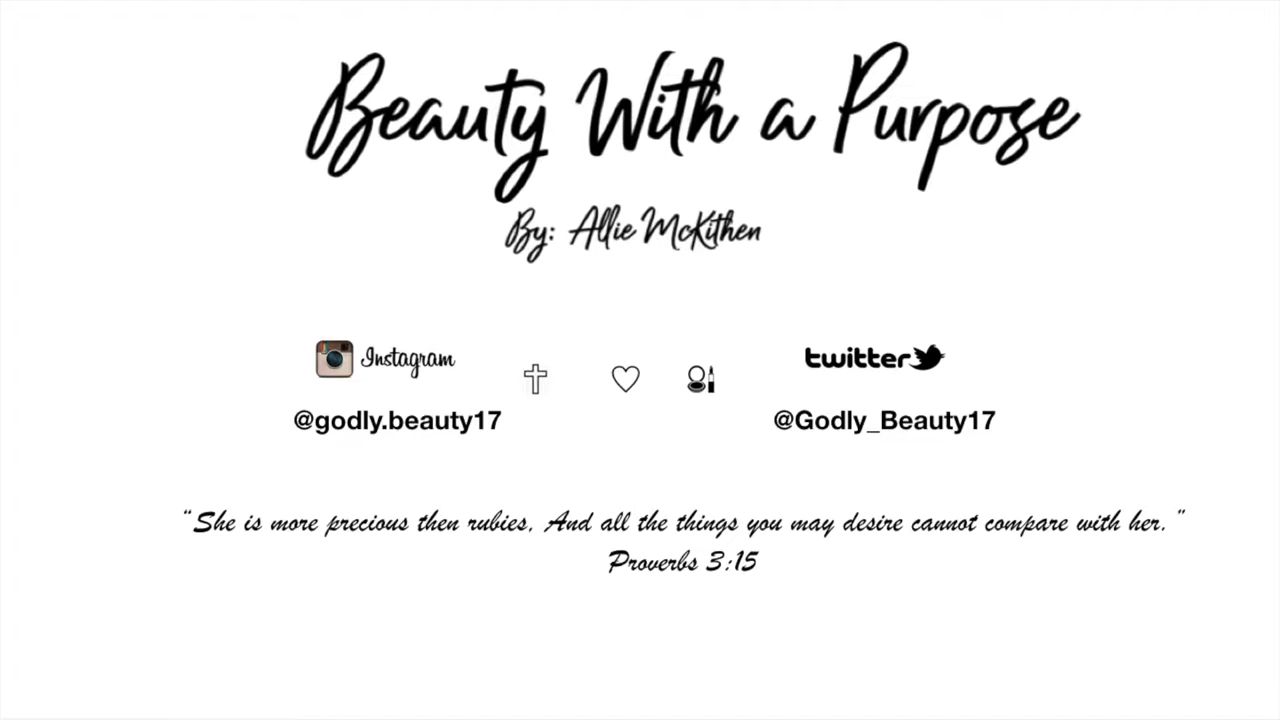 Beauty With a Purpose
By: Allie McKithen
Instagram
twitter
@godly.beauty17
@Godly_Beauty17
"She is more precious then rubies, And all the things you may desire cannot compare with her."
Proverbs 3:15